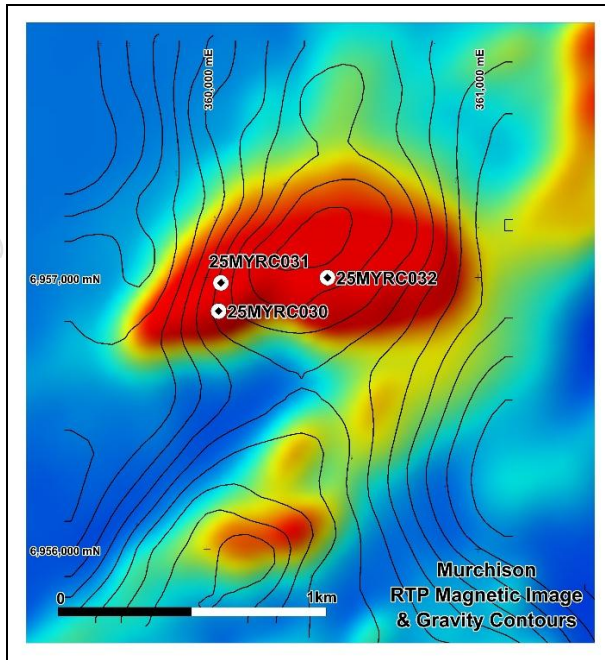 360,000 mE
361,000 mE
25MYRC031
6,957,000 mN
25MYRC032
25MYRC030
6,956,000 mN
Murchison
RTP Magnetic Image
& Gravity Contours
0
1km